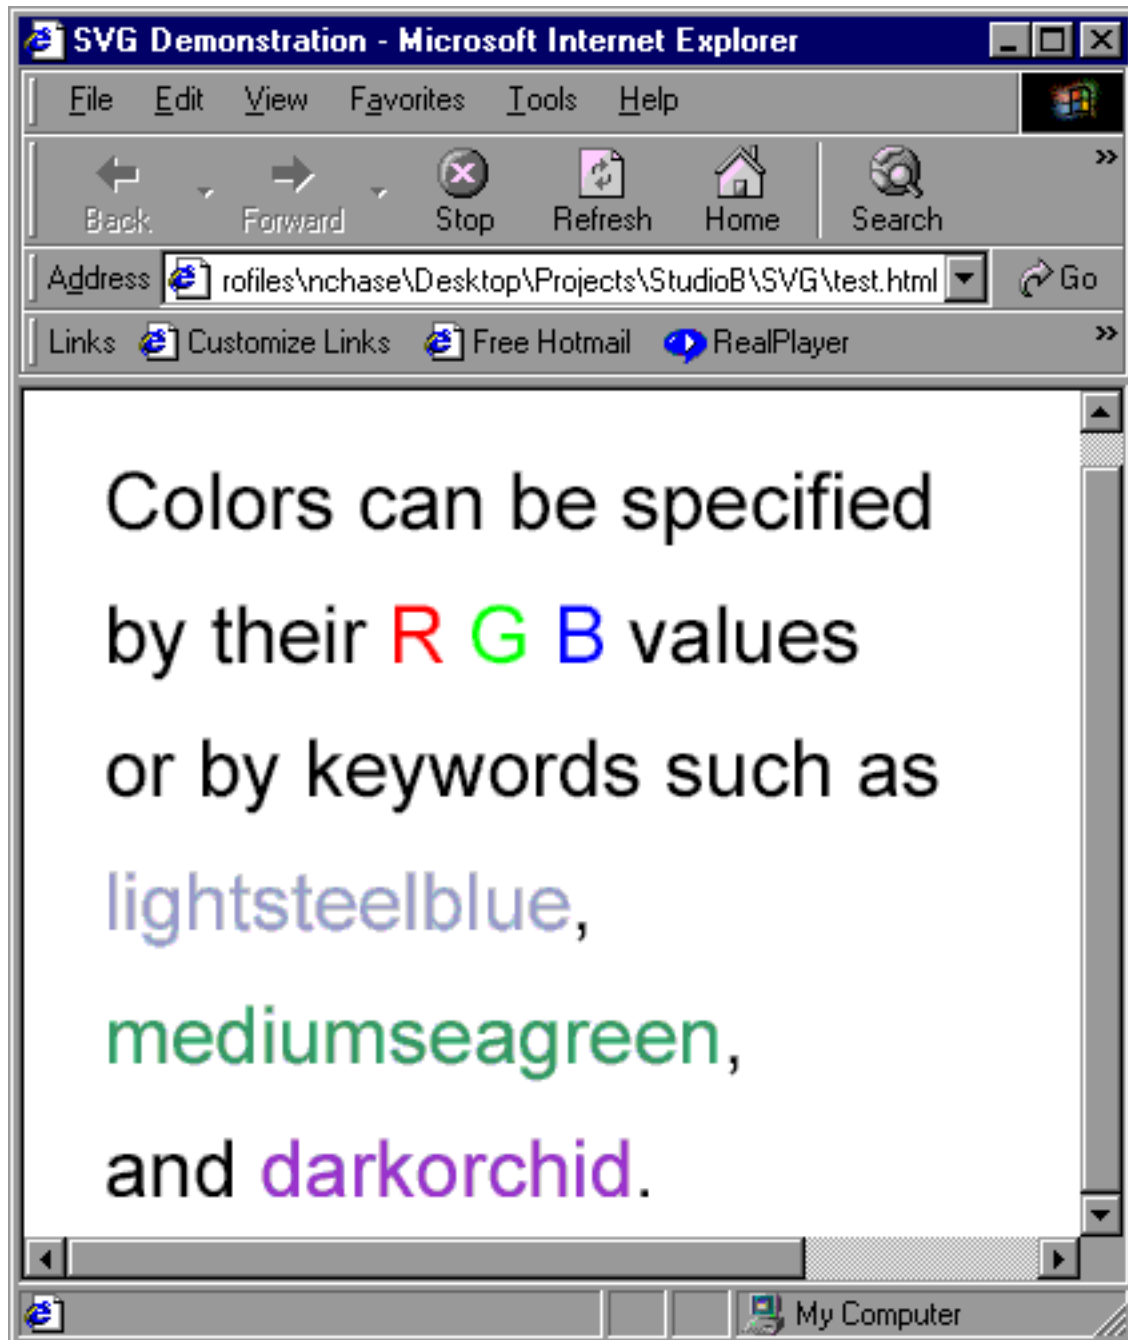 SVG Demonstration - Microsoft Internet Explorer
File Edit View Favorites Tools Help
Back Forward Stop Refresh Home Search »
Address rofiles\nchase\Desktop\Projects\StudioB\SVG\test.html Go
Links Customize Links Free Hotmail RealPlayer »
Colors can be specified
by their R G B values
or by keywords such as
lightsteelblue,
mediumseagreen,
and darkorchid.
My Computer